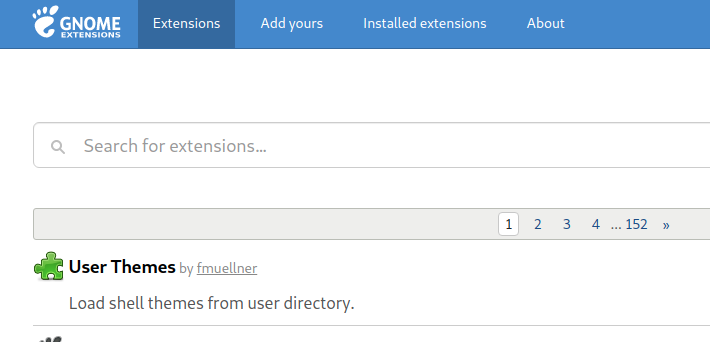 GNOME
EXTENSIONS
Extensions Add yours Installed extensions About
Search for extensions...
1 2 3 4 ... 152 »
User Themes by fmuellner
Load shell themes from user directory.